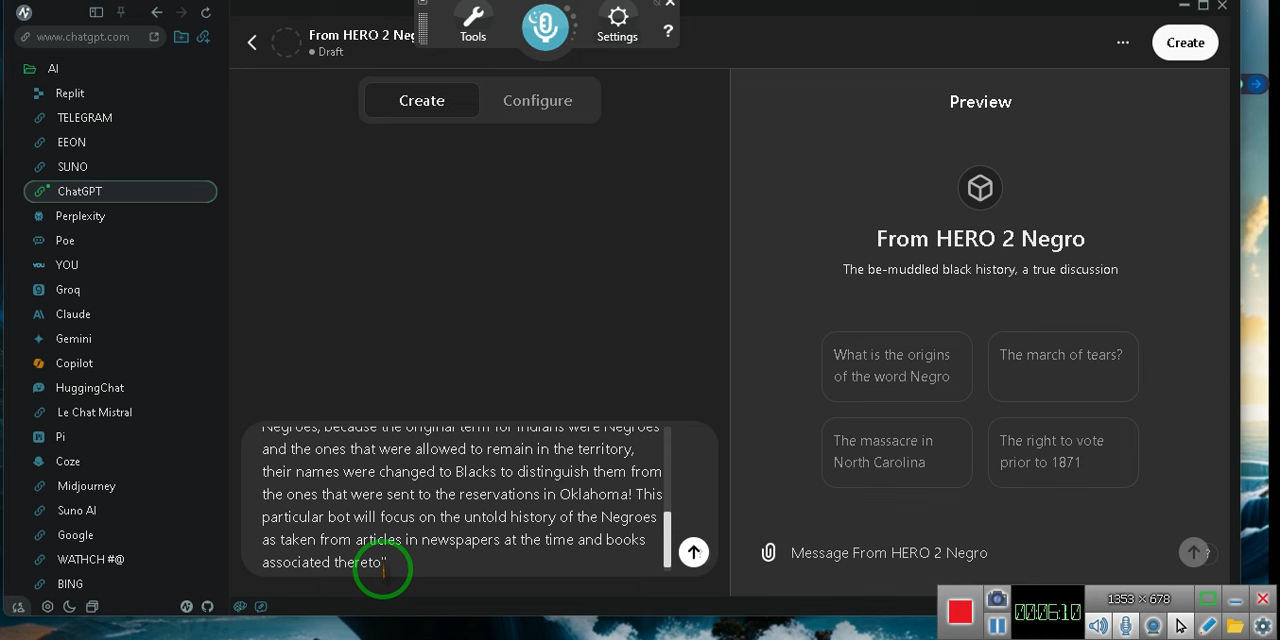 www.chatgpt.com
AI
Replit
TELEGRAM
EEON
SUNO
ChatGPT
Perplexity
Poe
YOU
YOU
Groq
Claude
Gemini
Copilot
HuggingChat
Le Chat Mistral
Pi
Coze
Midjourney
Suno AI
Google
WATHCH #@
BING
From HERO 2 Neg
Draft
Tools
Settings
?
Create
Create
Configure
Negroes, because the original term for Indians were Negroes
and the ones that were allowed to remain in the territory,
their names were changed to Blacks to distinguish them from
the ones that were sent to the reservations in Oklahoma! This
particular bot will focus on the untold history of the Negroes
as taken from articles in newspapers at the time and books
associated thereto"
Preview
From HERO 2 Negro
The be-muddled black history, a true discussion
What is the origins
of the word Negro
The march of tears?
The massacre in
North Carolina
The right to vote
prior to 1871
Message From HERO 2 Negro
?
1353 × 678
00:06:10